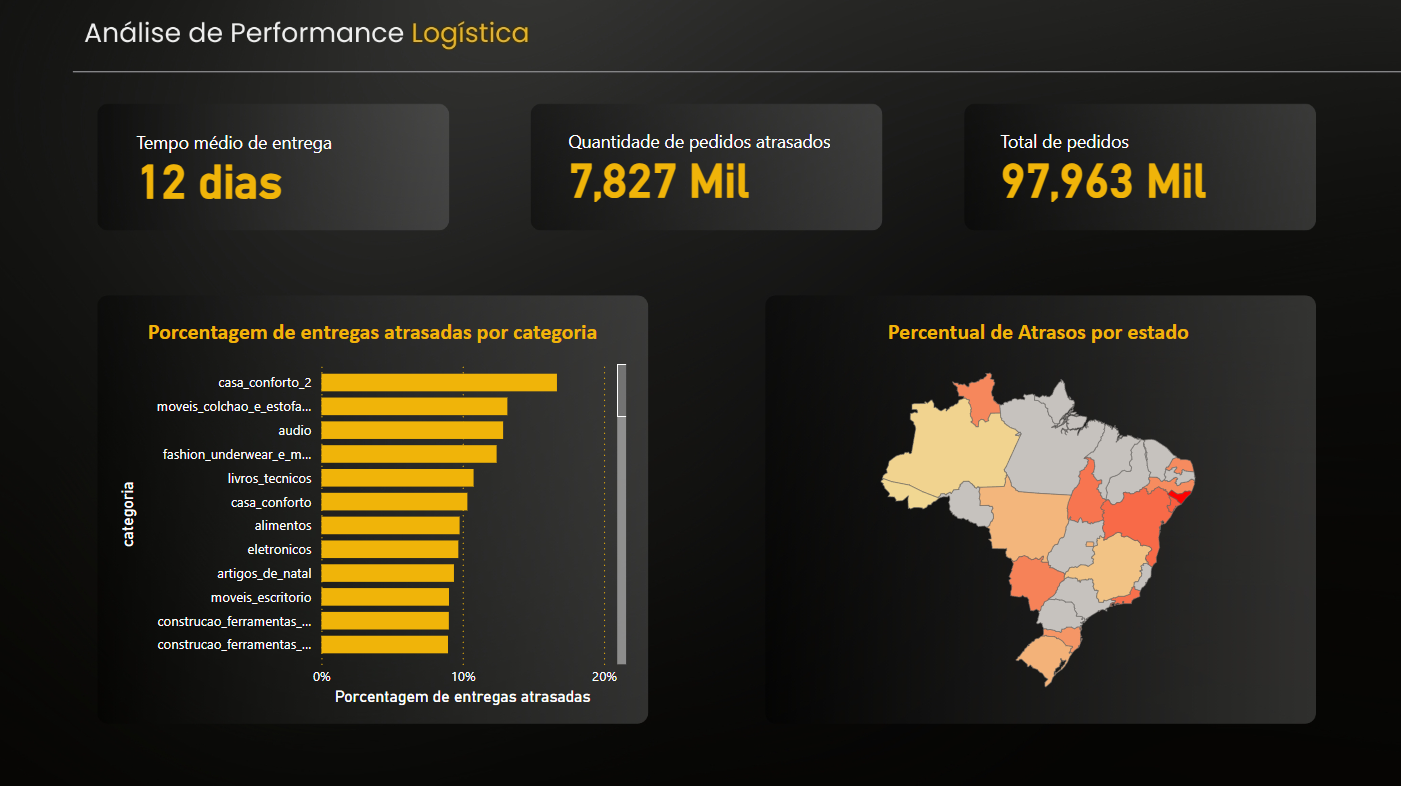 Análise de Performance Logística
Tempo médio de entrega
12 dias
Quantidade de pedidos atrasados
7,827 Mil
Total de pedidos
97,963 Mil
Porcentagem de entregas atrasadas por categoria
categoria
casa_conforto_2
moveis_colchao_e_estofa...
audio
fashion_underwear_e_m...
livros_tecnicos
casa_conforto
alimentos
eletronicos
artigos_de_natal
moveis_escritorio
construcao_ferramentas_...
construcao_ferramentas_...
0% 10% 20%
Porcentagem de entregas atrasadas
Percentual de Atrasos por estado